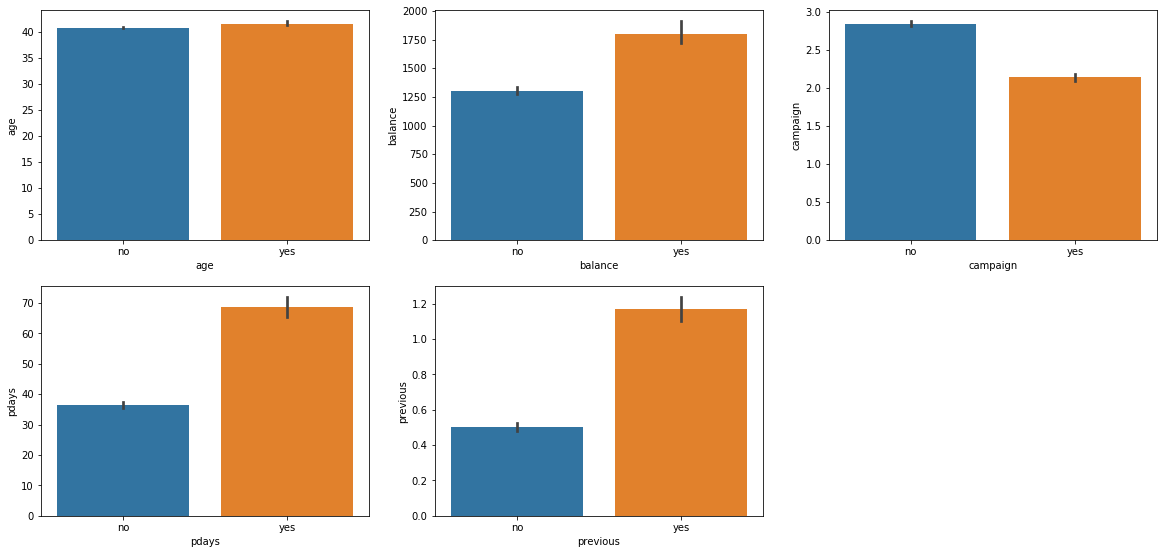 40
35
30
25
20
15
10
5
0
age
no yes
age
2000
1750
1500
1250
1000
750
500
250
0
balance
no yes
balance
3.0
2.5
2.0
1.5
1.0
0.5
0.0
campaign
no yes
campaign
70
60
50
40
30
20
10
0
pdays
no yes
pdays
1.2
1.0
0.8
0.6
0.4
0.2
0.0
previous
no yes
previous